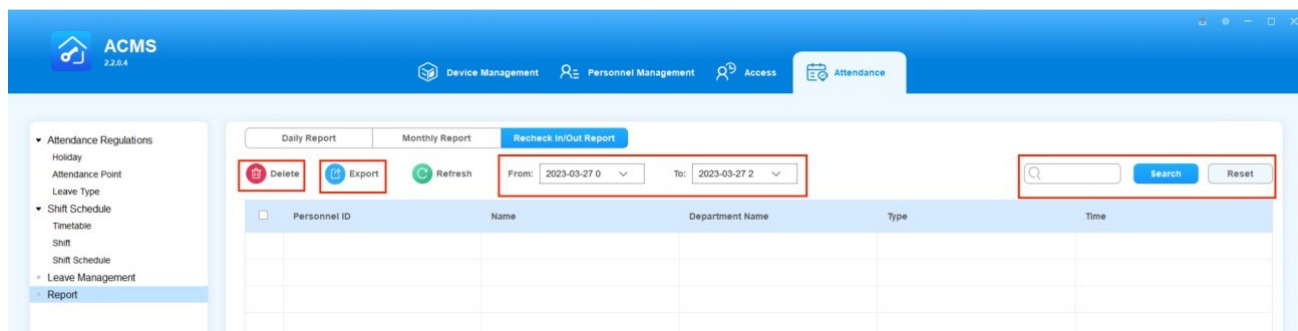 ACMS
2.2.0.4
Device Management Personnel Management Access Attendance
Attendance Regulations
Holiday
Attendance Point
Leave Type
Shift Schedule
Timetable
Shift
Shift Schedule
Leave Management
Report
Daily Report Monthly Report Recheck In/Out Report
Delete Export Refresh From: 2023-03-27 0 To: 2023-03-27 2 Search Reset
Personnel ID Name Department Name Type Time